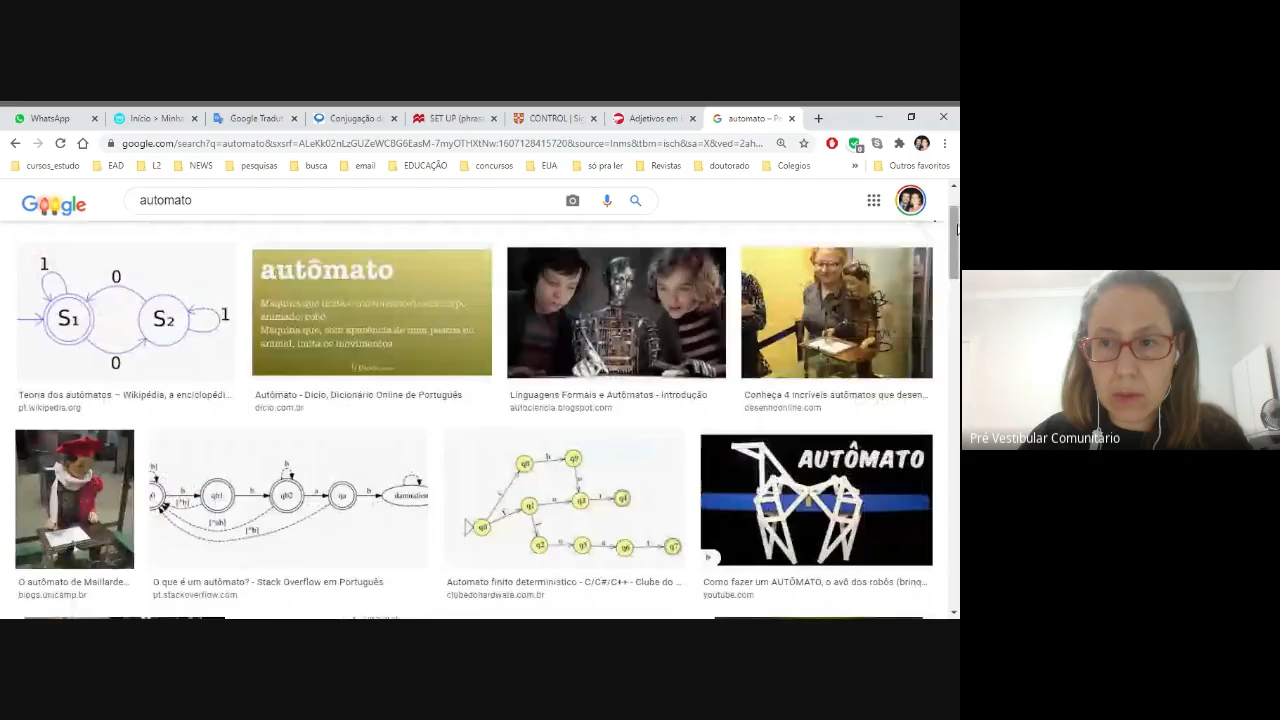 WhatsApp
Início > Minha
Google Tradut
Conjugação d
SET UP (phrasa
CONTROL | Sig
Adjetivos em i
automato – Pe
google.com/search?q=automato&sxsrf=
source=lnms&tbm=isch&sa=X&ved=2ah...
cursos_estudo
EAD
L2
NEWS
pesquisas
busca
email
EDUCAÇÃO
concursos
EUA
só pra ler
Revistas
doutorado
Colegios
»
Outros favoritos
Google
automato
1
0
S₁
S₂
1
0
autômato
Autômato - Dicio, Dicionário Online de Português
dicio.com.br
Teoria dos autômatos – Wikipédia, a enciclopédi...
pt.wikipedia.org
Linguagens Formais e Autômatos - Introdução
autociencia.blogspot.com
Conheça 4 incríveis autômatos que desen...
desenhoonline.com
AUTÔMATO
O autômato de Maillarde...
blogs.unicamp.br
O que é um autômato? - Stack Overflow em Português
pt.stackoverflow.com
Automato finito deterministico - C/C#/C++ - Clube do ...
clubedohardware.com.br
Como fazer um AUTÔMATO, o avô dos robôs (brinq...
youtube.com
Pré Vestibular Comunitário